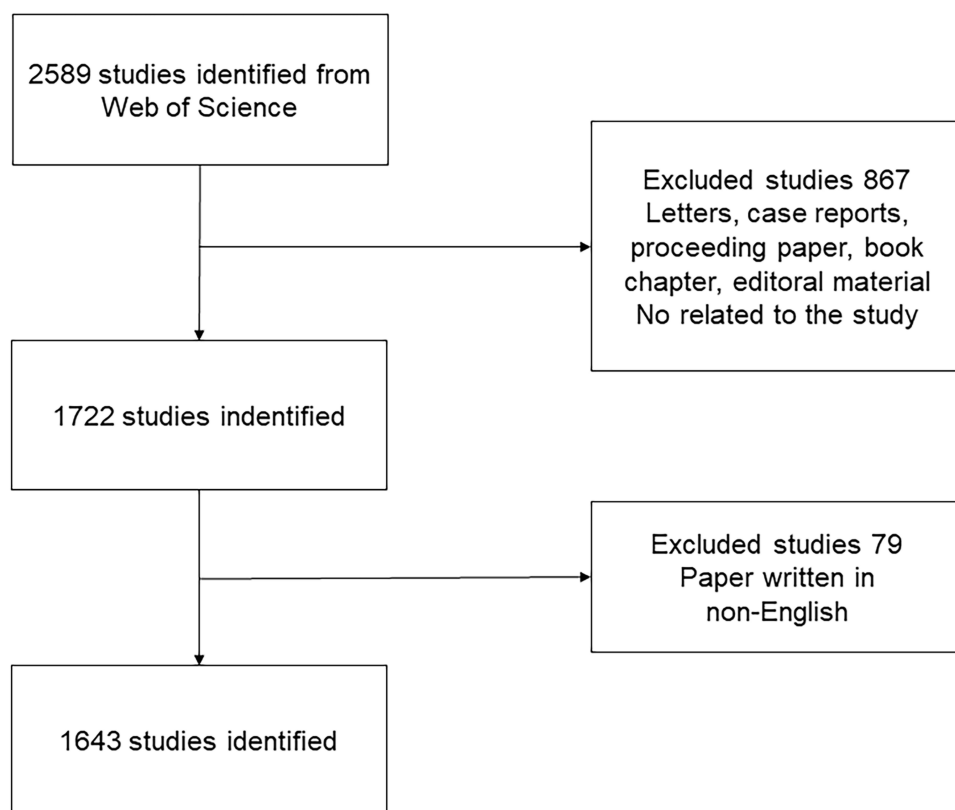 2589 studies identified from
Web of Science
Excluded studies 867
Letters, case reports,
proceeding paper, book
chapter, editoral material
No related to the study
1722 studies indentified
Excluded studies 79
Paper written in
non-English
1643 studies identified